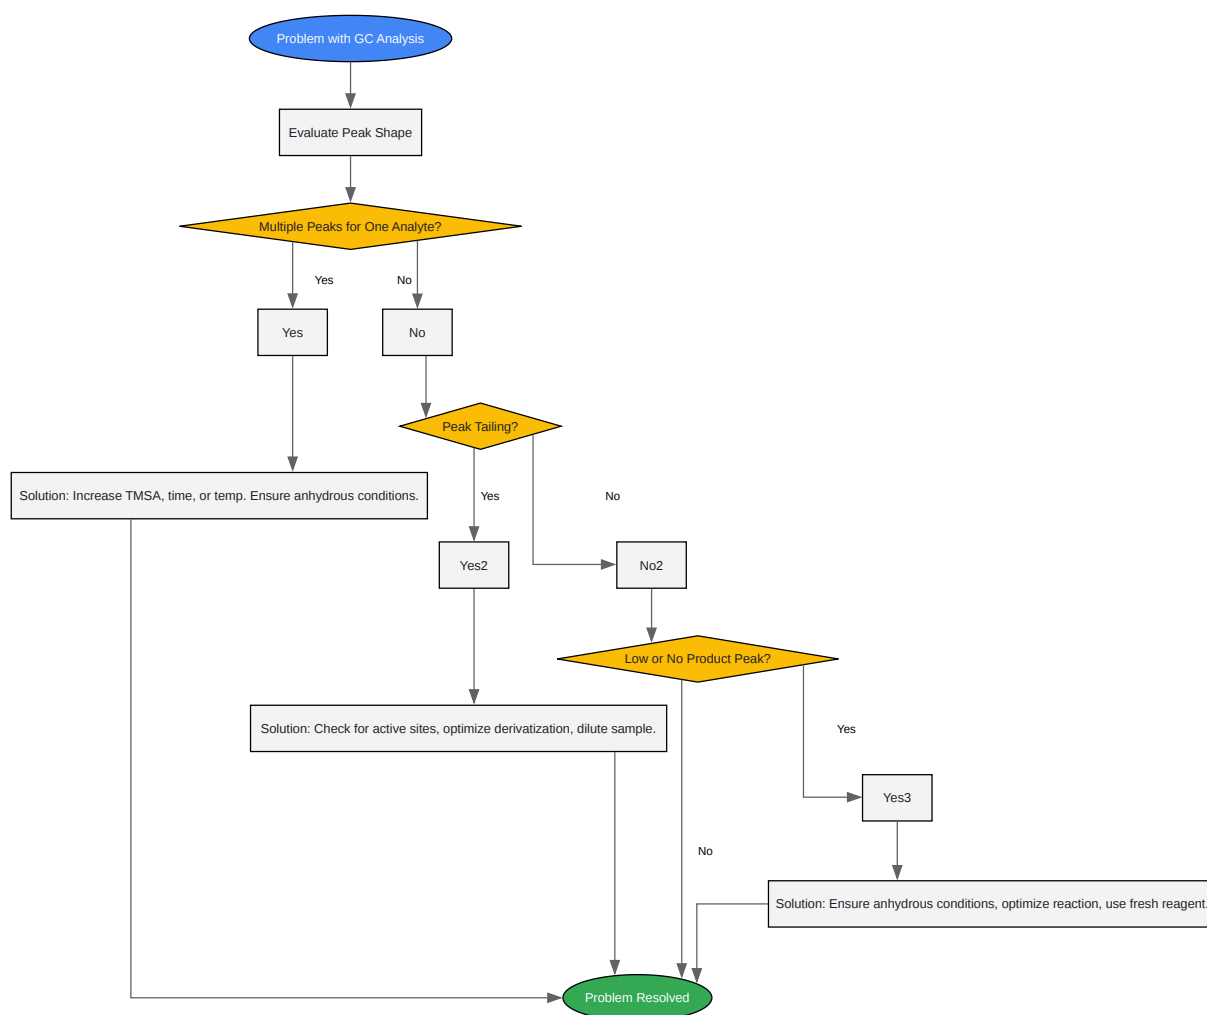 Problem with GC Analysis
Evaluate Peak Shape
Multiple Peaks for One Analyte?
Yes
No
Yes
No
Peak Tailing?
Solution: Increase TMSA, time, or temp. Ensure anhydrous conditions.
Yes
No
Yes2
No2
Low or No Product Peak?
Solution: Check for active sites, optimize derivatization, dilute sample.
Yes
Yes3
No
Solution: Ensure anhydrous conditions, optimize reaction, use fresh reagent.
Problem Resolved